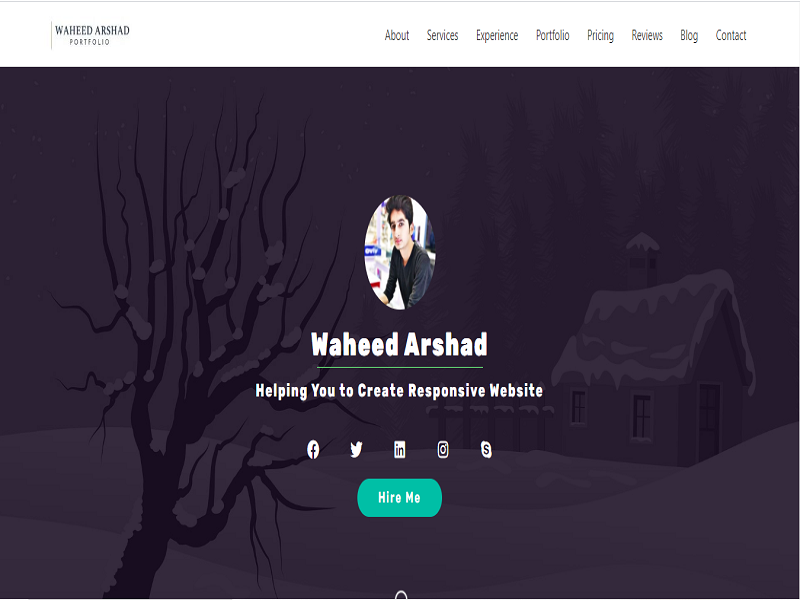 WAHEED ARSHAD
PORTFOLIO
About Services Experience Portfolio Pricing Reviews Blog Contact
Waheed Arshad
Helping You to Create Responsive Website
Hire Me